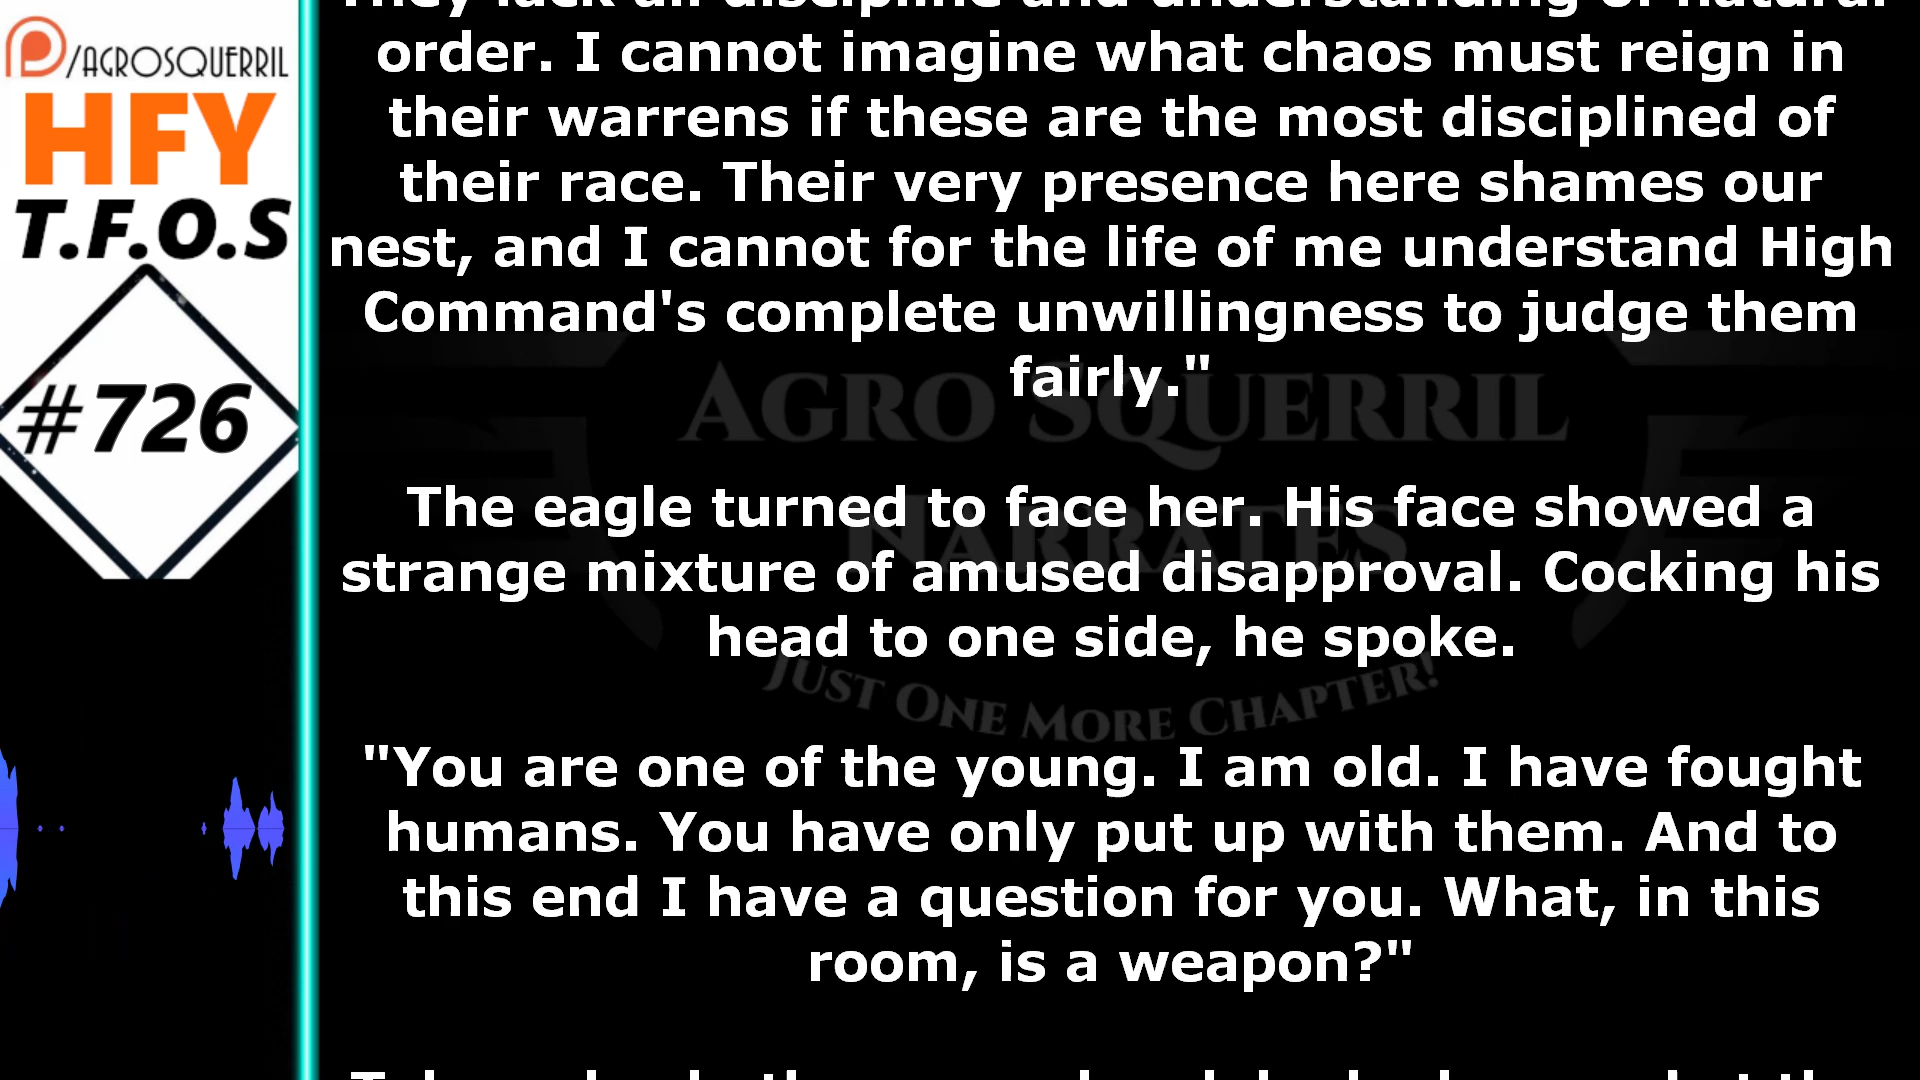 /AGROSQUERRIL
HFY
T.F.O.S
#726
They lack all discipline and understanding of natural
order. I cannot imagine what chaos must reign in
their warrens if these are the most disciplined of
their race. Their very presence here shames our
nest, and I cannot for the life of me understand High
Command's complete unwillingness to judge them
fairly."
The eagle turned to face her. His face showed a
strange mixture of amused disapproval. Cocking his
head to one side, he spoke.
"You are one of the young. I am old. I have fought
humans. You have only put up with them. And to
this end I have a question for you. What, in this
room, is a weapon?"
AGRO SQUERRIL
NARRATES
JUST ONE MORE CHAPTER!